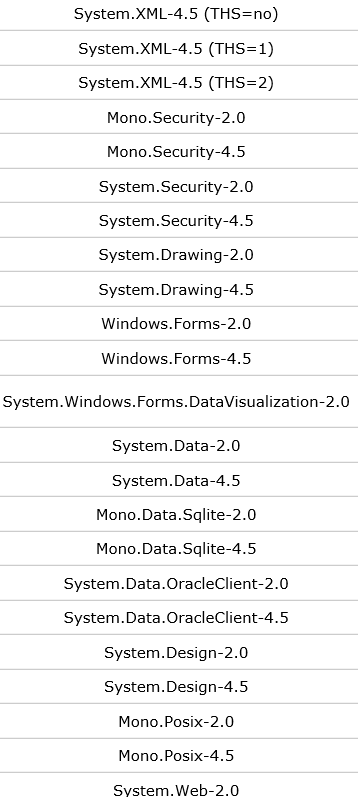 System.XML-4.5 (THS=no)
System.XML-4.5 (THS=1)
System.XML-4.5 (THS=2)
Mono.Security-2.0
Mono.Security-4.5
System.Security-2.0
System.Security-4.5
System.Drawing-2.0
System.Drawing-4.5
Windows.Forms-2.0
Windows.Forms-4.5
System.Windows.Forms.DataVisualization-2.0
System.Data-2.0
System.Data-4.5
Mono.Data.Sqlite-2.0
Mono.Data.Sqlite-4.5
System.Data.OracleClient-2.0
System.Data.OracleClient-4.5
System.Design-2.0
System.Design-4.5
Mono.Posix-2.0
Mono.Posix-4.5
System.Web-2.0